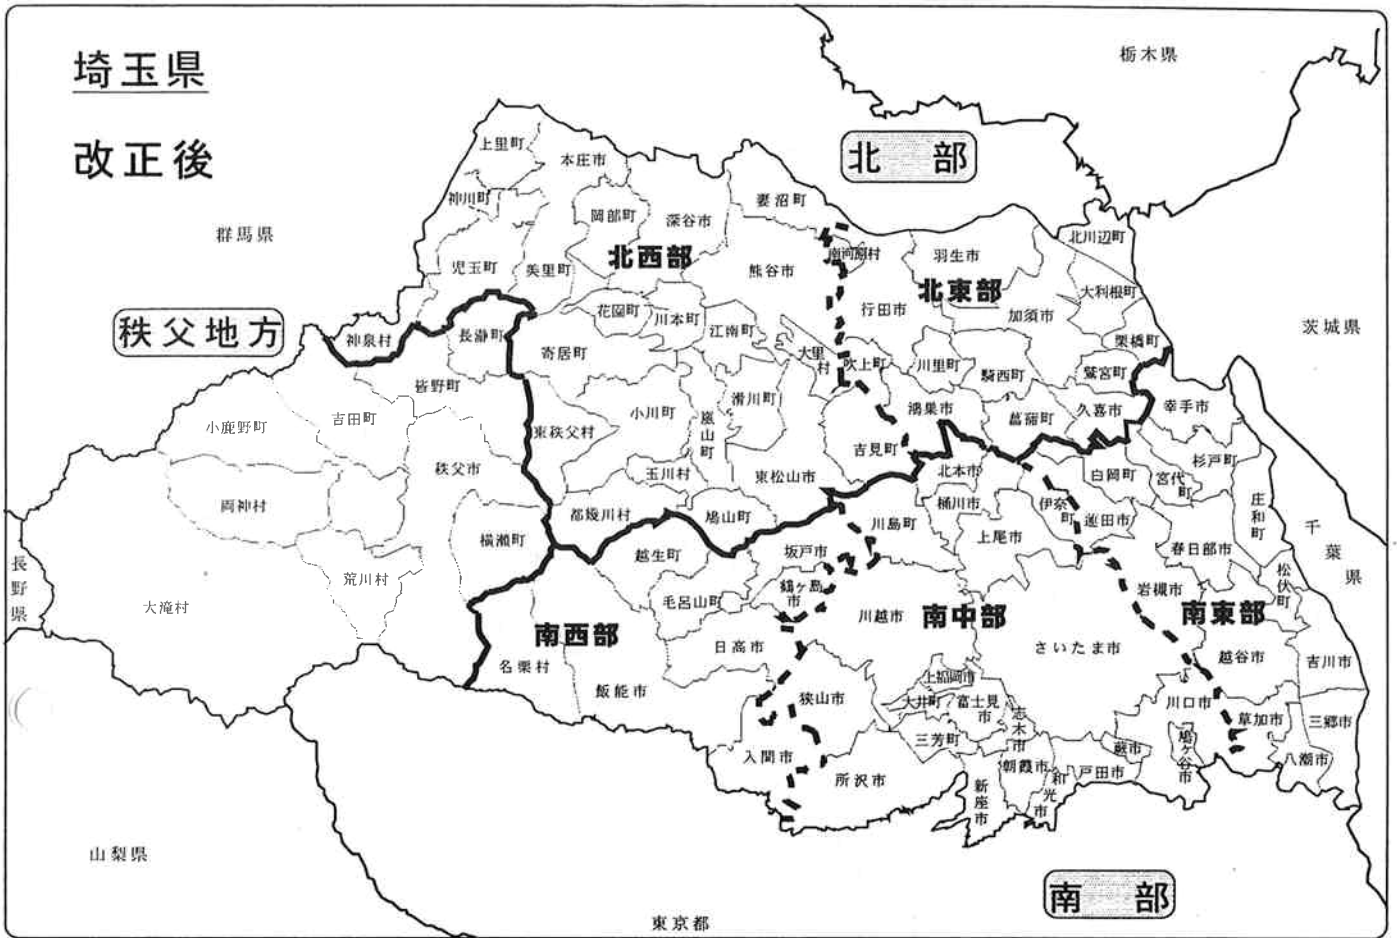 埼玉県
改正後
栃木県
北 部
群馬県
茨城県
秩父地方
千葉県
長野県
山梨県
東京都
南 部
北西部
北東部
南西部
南中部
南東部
上里町
本庄市
神川町
岡部町
深谷市
妻沼町
児玉町
美里町
熊谷市
南河原村
羽生市
北川辺町
行田市
大利根町
加須市
神泉村
長瀞町
花園町
川本町
江南町
寄居町
大里村
吹上町
川里町
騎西町
栗橋町
鷲宮町
皆野町
小鹿野町
吉田町
東秩父村
小川町
嵐山町
滑川町
鴻巣市
菖蒲町
久喜市
幸手市
吉見町
秩父市
玉川村
東松山市
北本市
白岡町
宮代町
杉戸町
両神村
都幾川村
鳩山町
川島町
桶川市
伊奈町
蓮田市
庄和町
横瀬町
越生町
坂戸市
上尾市
春日部市
荒川村
大滝村
毛呂山町
鶴ヶ島市
川越市
岩槻市
松伏町
日高市
さいたま市
越谷市
吉川市
名栗村
飯能市
狭山市
上福岡市
大井町
富士見市
志木市
川口市
草加市
三郷市
入間市
三芳町
所沢市
新座市
朝霞市
和光市
戸田市
蕨市
鳩ヶ谷市
八潮市